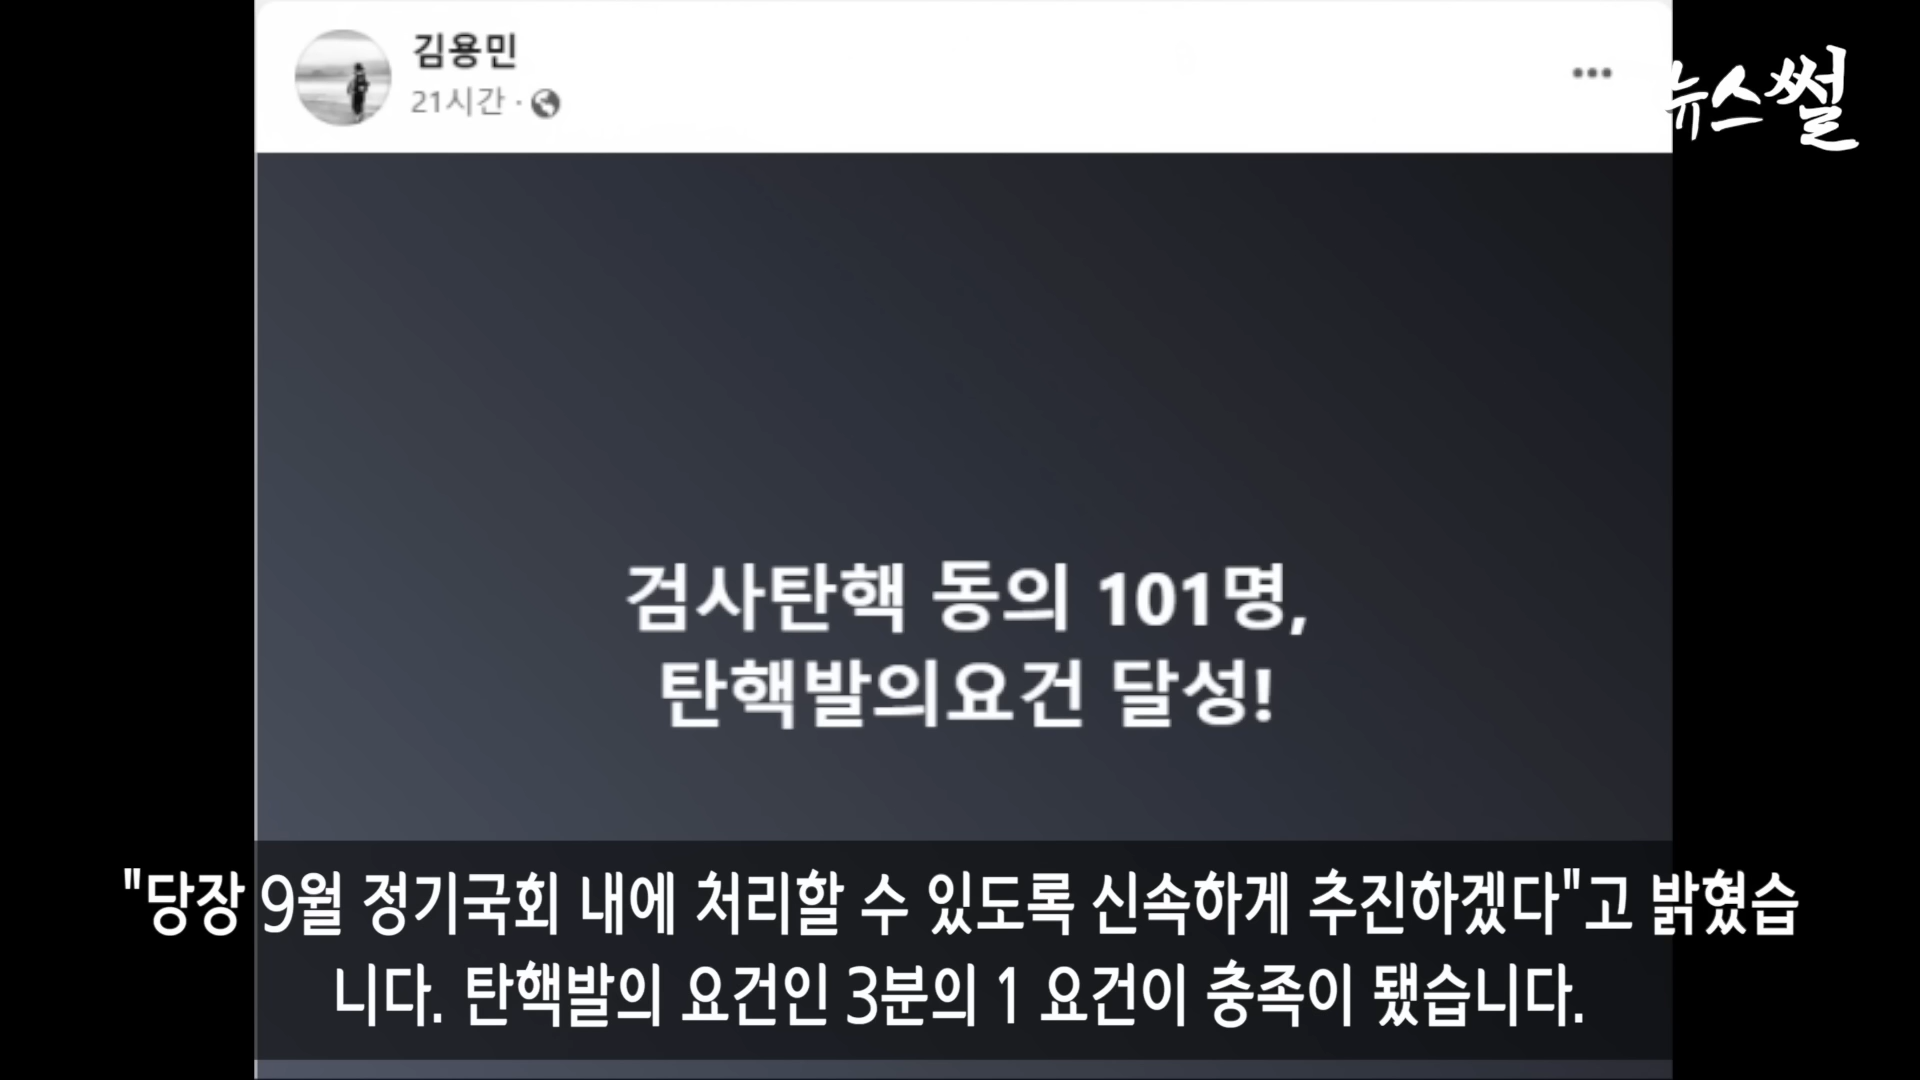 김용민
21시간 ·
뉴스썰
검사탄핵 동의 101명,
탄핵발의요건 달성!
"당장 9월 정기국회 내에 처리할 수 있도록 신속하게 추진하겠다"고 밝혔습
니다. 탄핵발의 요건인 3분의 1 요건이 충족이 됐습니다.